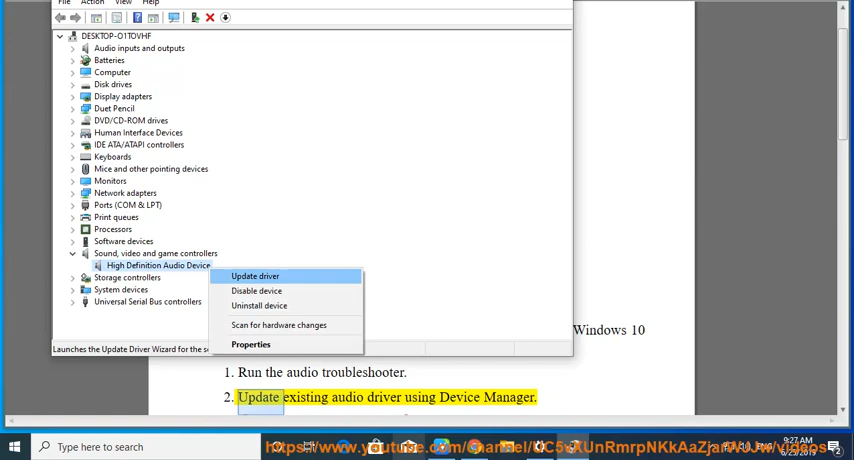 File Action View Help
DESKTOP-O1TOVHF
Audio inputs and outputs
Batteries
Computer
Disk drives
Display adapters
Duet Pencil
DVD/CD-ROM drives
Human Interface Devices
IDE ATA/ATAPI controllers
Keyboards
Mice and other pointing devices
Monitors
Network adapters
Ports (COM & LPT)
Print queues
Processors
Software devices
Sound, video and game controllers
High Definition Audio Device
Storage controllers
System devices
Universal Serial Bus controllers
Update driver
Disable device
Uninstall device
Scan for hardware changes
Properties
Launches the Update Driver Wizard for the se
Windows 10
1. Run the audio troubleshooter.
2. Update existing audio driver using Device Manager.
Type here to search
ENG
9:27 AM
2